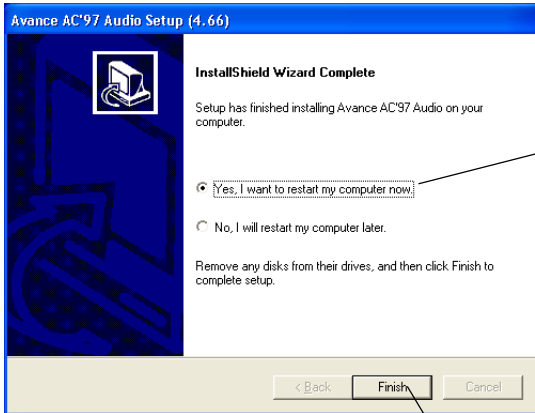 Avance AC'97 Audio Setup (4.66)
InstallShield Wizard Complete
Setup has finished installing Avance AC'97 Audio on your
computer.
Yes, I want to restart my computer now.
No, I will restart my computer later.
Remove any disks from their drives, and then click Finish to
complete setup.
< Back Finish Cancel